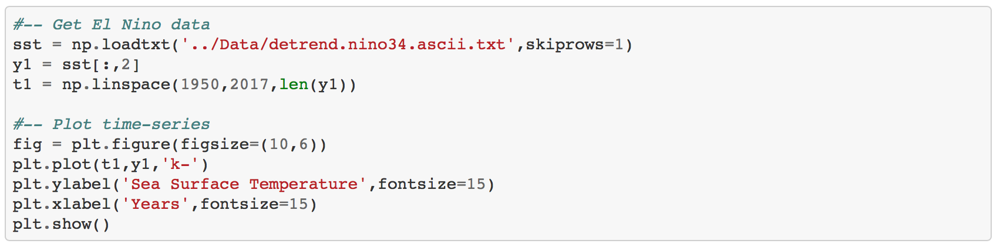 #-- Get El Nino data
sst = np.loadtxt('../Data/detrend.nino34.ascii.txt',skiprows=1)
y1 = sst[:,2]
t1 = np.linspace(1950,2017,len(y1))
#-- Plot time-series
fig = plt.figure(figsize=(10,6))
plt.plot(t1,y1,'k-')
plt.ylabel('Sea Surface Temperature',fontsize=15)
plt.xlabel('Years',fontsize=15)
plt.show()